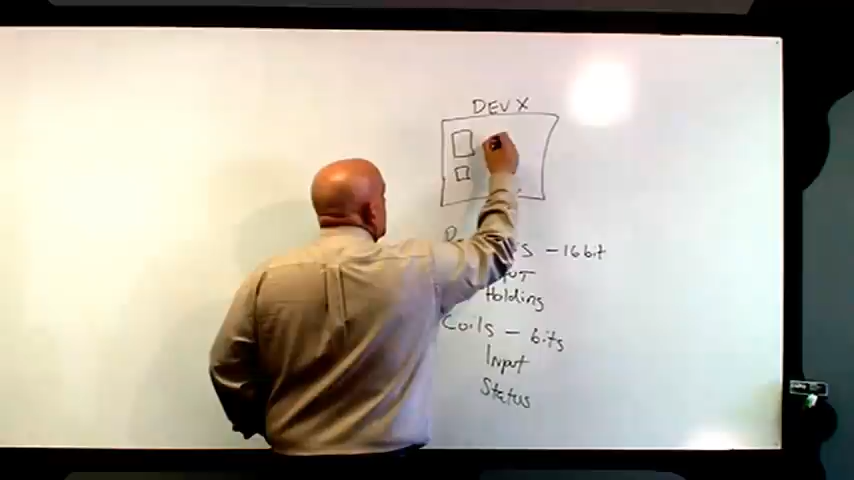 DEV X
- 16 bit
Holding
Coils - bits
Input
Status